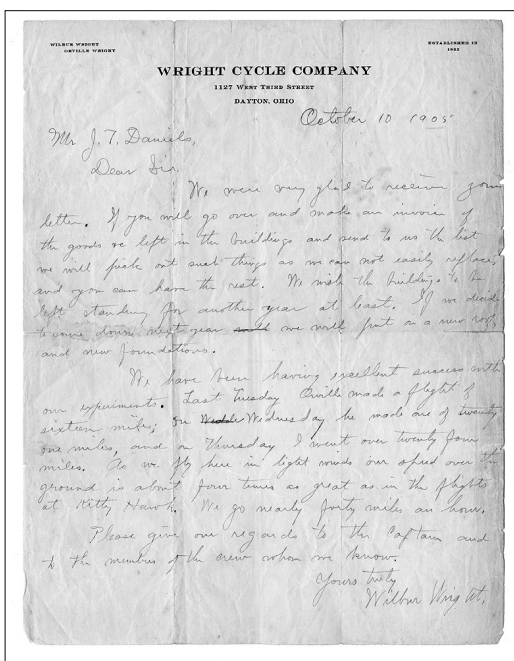 WILBUR WRIGHT
ORVILLE WRIGHT
ESTABLISHED IN
1892
WRIGHT CYCLE COMPANY
1127 WEST THIRD STREET
DAYTON, OHIO
October 10 1905
Mr J. T. Daniels,
Dear Sir.
We were very glad to receive your
letter. If you will go over and make an invoice of
the goods we left in the buildings and send to us the list
we will pick out such things as we can not easily replace,
and you can have the rest. We wish the buildings to be
left standing for another year at least. If we decide
to come down next year we will put on a new roof,
and new foundations.
We have been having excellent success with
our experiments. Last Tuesday Orville made a flight of
sixteen miles; on Wednesday he made one of twenty
one miles, and on Thursday I went over twenty four
miles. As we fly here in light winds our speed over the
ground is about four times as great as in the flights
at Kitty Hawk. We go nearly forty miles an hour.
Please give our regards to the Captain and
to the members of the crew whom we know.
Yours truly
Wilbur Wright.